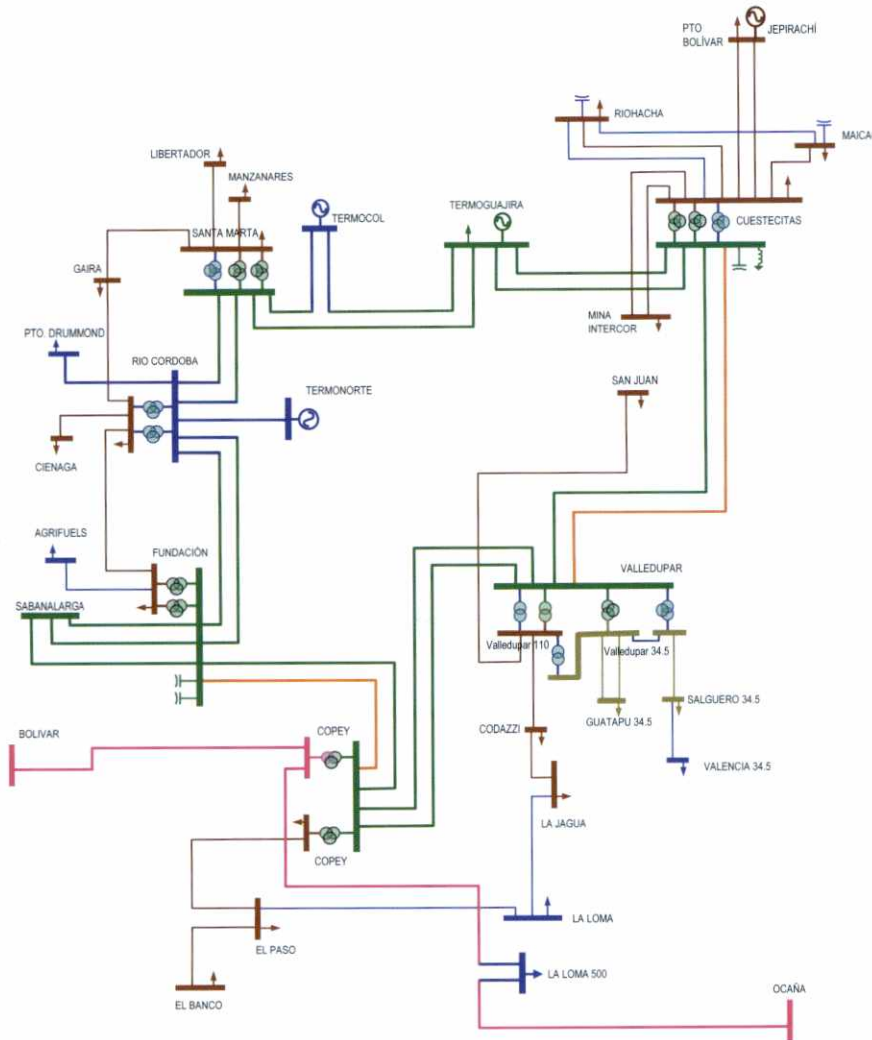 PTO
BOLÍVAR
JEPIRACHÍ
RIOHACHA
MAICAO
LIBERTADOR
MANZANARES
TERMOCOL
TERMOGUAJIRA
SANTA MARTA
CUESTECITAS
GAIRA
MINA
INTERCOR
PTO. DRUMMOND
RIO CORDOBA
SAN JUAN
TERMONORTE
CIENAGA
AGRIFUELS
FUNDACIÓN
VALLEDUPAR
SABANALARGA
Valledupar 110
Valledupar 34.5
SALGUERO 34.5
GUATAPU 34.5
BOLIVAR
COPEY
CODAZZI
VALENCIA 34.5
LA JAGUA
COPEY
LA LOMA
EL PASO
LA LOMA 500
OCAÑA
EL BANCO